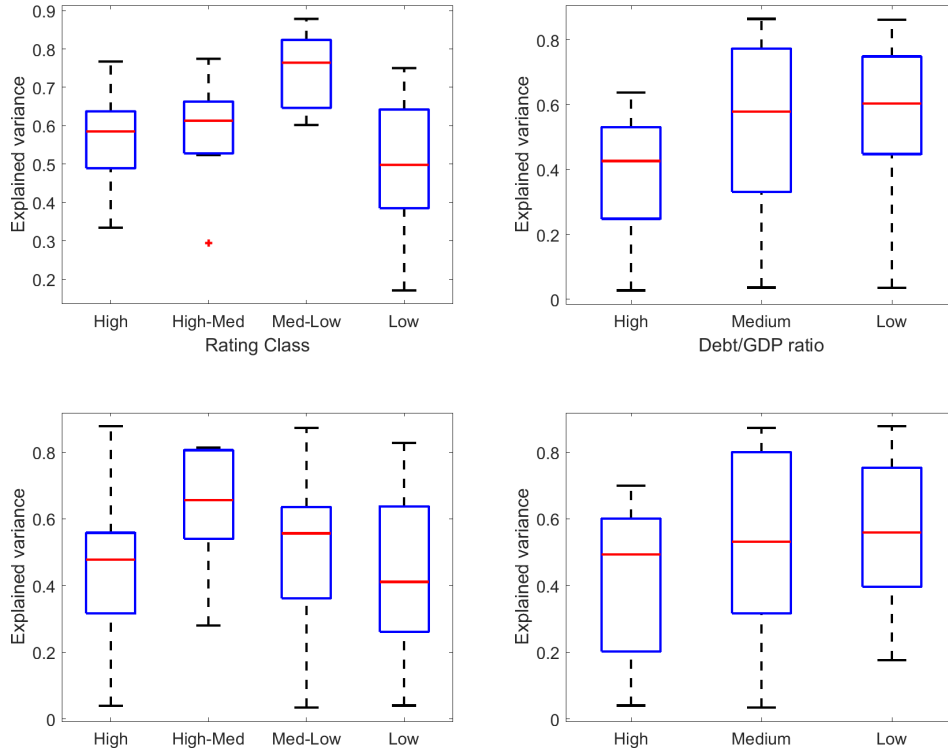 0.9
0.8
0.7
0.6
0.5
0.4
0.3
0.2
Explained variance
High
High-Med
Med-Low
Low
Rating Class
0.8
0.6
0.4
0.2
0
Explained variance
High
Medium
Low
Debt/GDP ratio
0.8
0.6
0.4
0.2
0
Explained variance
High
High-Med
Med-Low
Low
0.8
0.6
0.4
0.2
0
Explained variance
High
Medium
Low